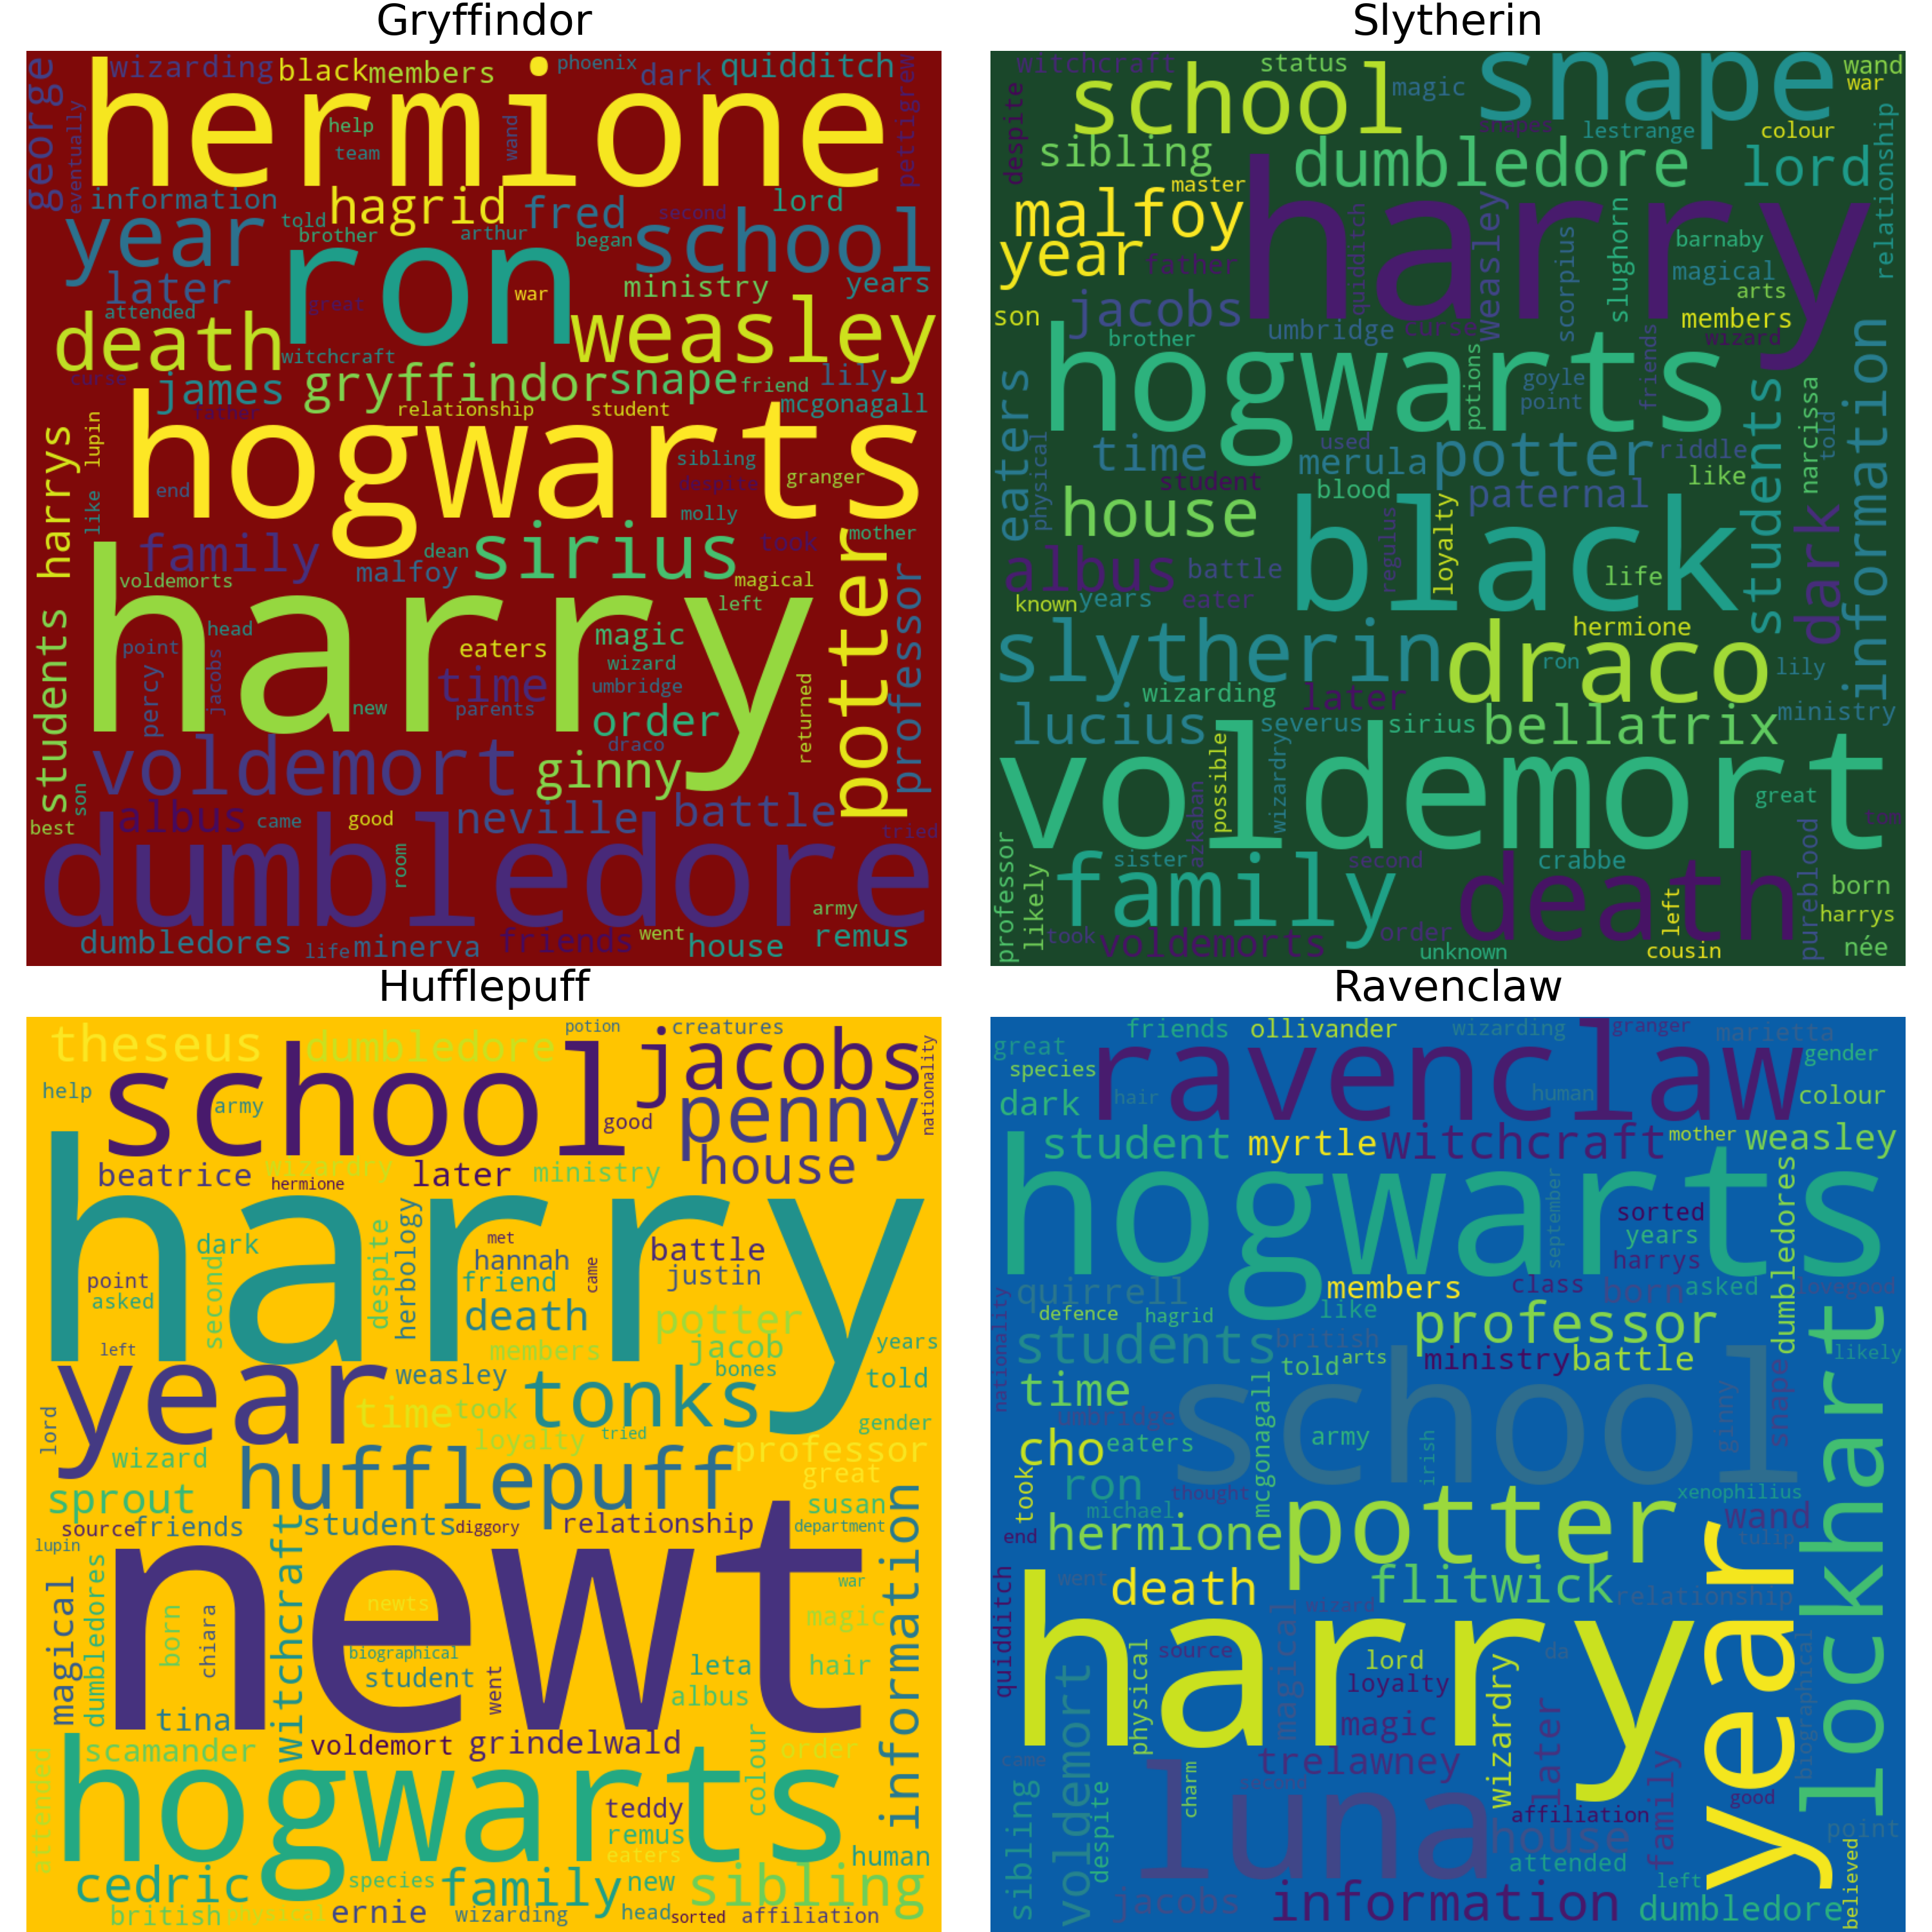 Gryffindor
wizarding black members phoenix dark quidditch
george hermione pettigrew
eventually help team wand
information hagrid fred second lord
year told brother arthur began school
ron later attended great war ministry years
death weasley witchcraft
curse james gryffindor snape friend lily
father relationship student mcgonagall
harrys lupin hogwarts sibling granger
like end despite molly
family dean malfoy sirius took mother
voldemorts magical left potter professor
students harry head eaters magic wizard
point percy jacobs time umbridge
new parents order returned
voldemort draco ginny
son albus came good neville battle tried
best dumbledore room army
dumbledores life minerva friends went house remus
Slytherin
witchcraft status snape wand
despite school magic war
sibling snapes lestrange colour relationship
dumbledore lord
malfoy master harry weasley
year father quidditch scorpius slughorn barnaby
magical arts
son jacobs umbridge curse members
brother wizard
eaters hogwarts potions goyle point friends
students narcissa told information
physical time used merula potter riddle
student blood paternal like
house black dark
albus battle regulus loyalty life
known years eater
slytherin hermione draco ron lily
wizarding later
lucius severus sirius bellatrix ministry
voldemort possible wizardry azkaban great tom
professor likely family sister second crabbe death pureblood born
left harrys
took voldemorts order unknown cousin née
Hufflepuff
theseus dumbledore potion creatures
school jacobs nationality
help army good penny
beatrice wizardry hermione later ministry house
harry
dark second despite herbology met hannah came battle
point asked friend justin
death potter
left members jacob years
year weasley bones told
lord time took tonks gender
wizard loyalty tried professor
hufflepuff great
sprout susan
source friends students diggory relationship department
lupin newt witchcraft information
magical dumbledores war
born chiara newts magic
biographical student went leta hair
albus
tina voldemort grindelwald
scamander colour order
attended hogwarts teddy
remus eaters human
cedric species family new sibling
british physical ernie wizarding head sorted affiliation
Ravenclaw
friends ollivander wizarding granger marietta
great species ravenclaw gender
dark hair human colour
student myrtle witchcraft mother weasley
hogwarts september sorted dumbledores
years harrys
quirrell members class born asked lovegood
defence hagrid like professor
nationality students british told arts ministry battle likely
time school
umbridge mcgonagall ginny snape lockhart
cho eaters army irish
took ron michael thought xenophilius
end hermione potter wand tulip
went death flitwick relationship
quidditch harry wizard year
physical source lord da
loyalty
voldemort magical magic wizardry later biographical
came trelawney family
sibling despite charm second luna affiliation good
house point
attended
jacobs information left dumbledore believed